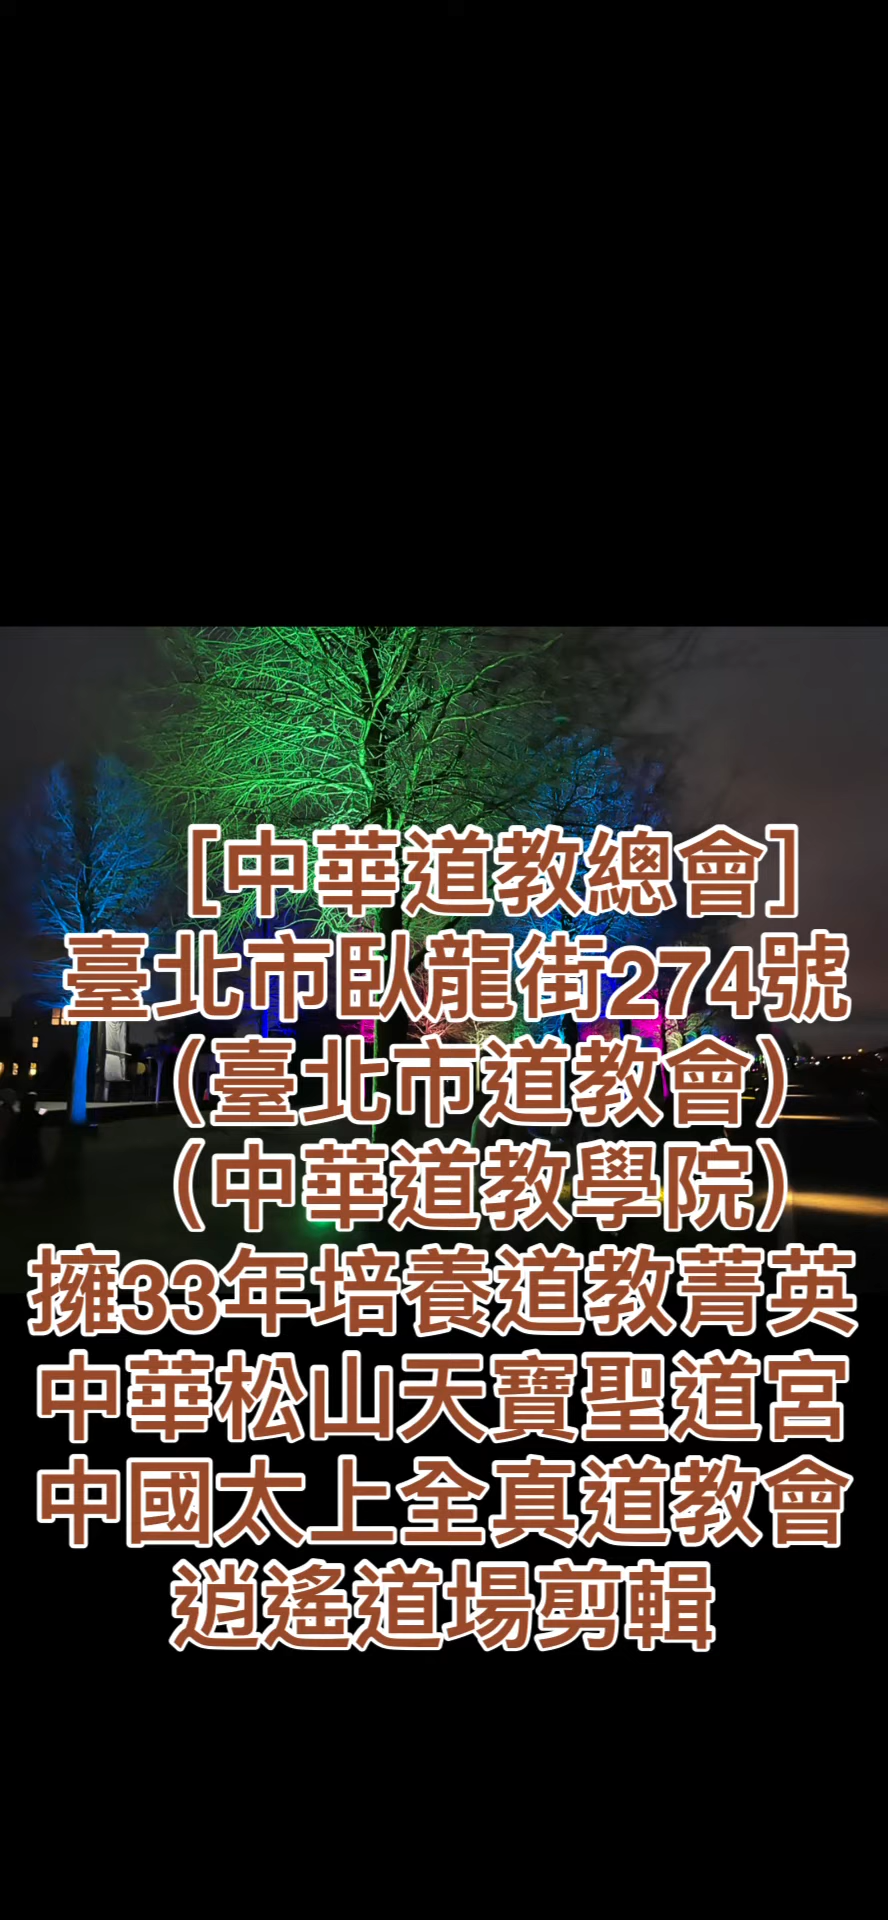 [中華道教總會]
臺北市臥龍街274號
(臺北市道教會)
(中華道教學院)
擁33年培養道教菁英
中華松山天寶聖道宮
中國太上全真道教會
逍遙道場剪輯